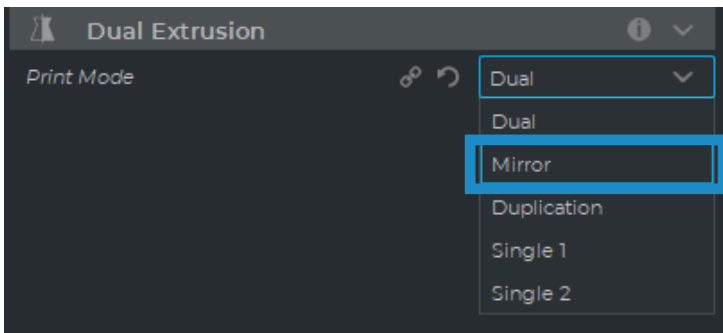 Dual Extrusion
Print Mode Dual
Dual
Mirror
Duplication
Single 1
Single 2